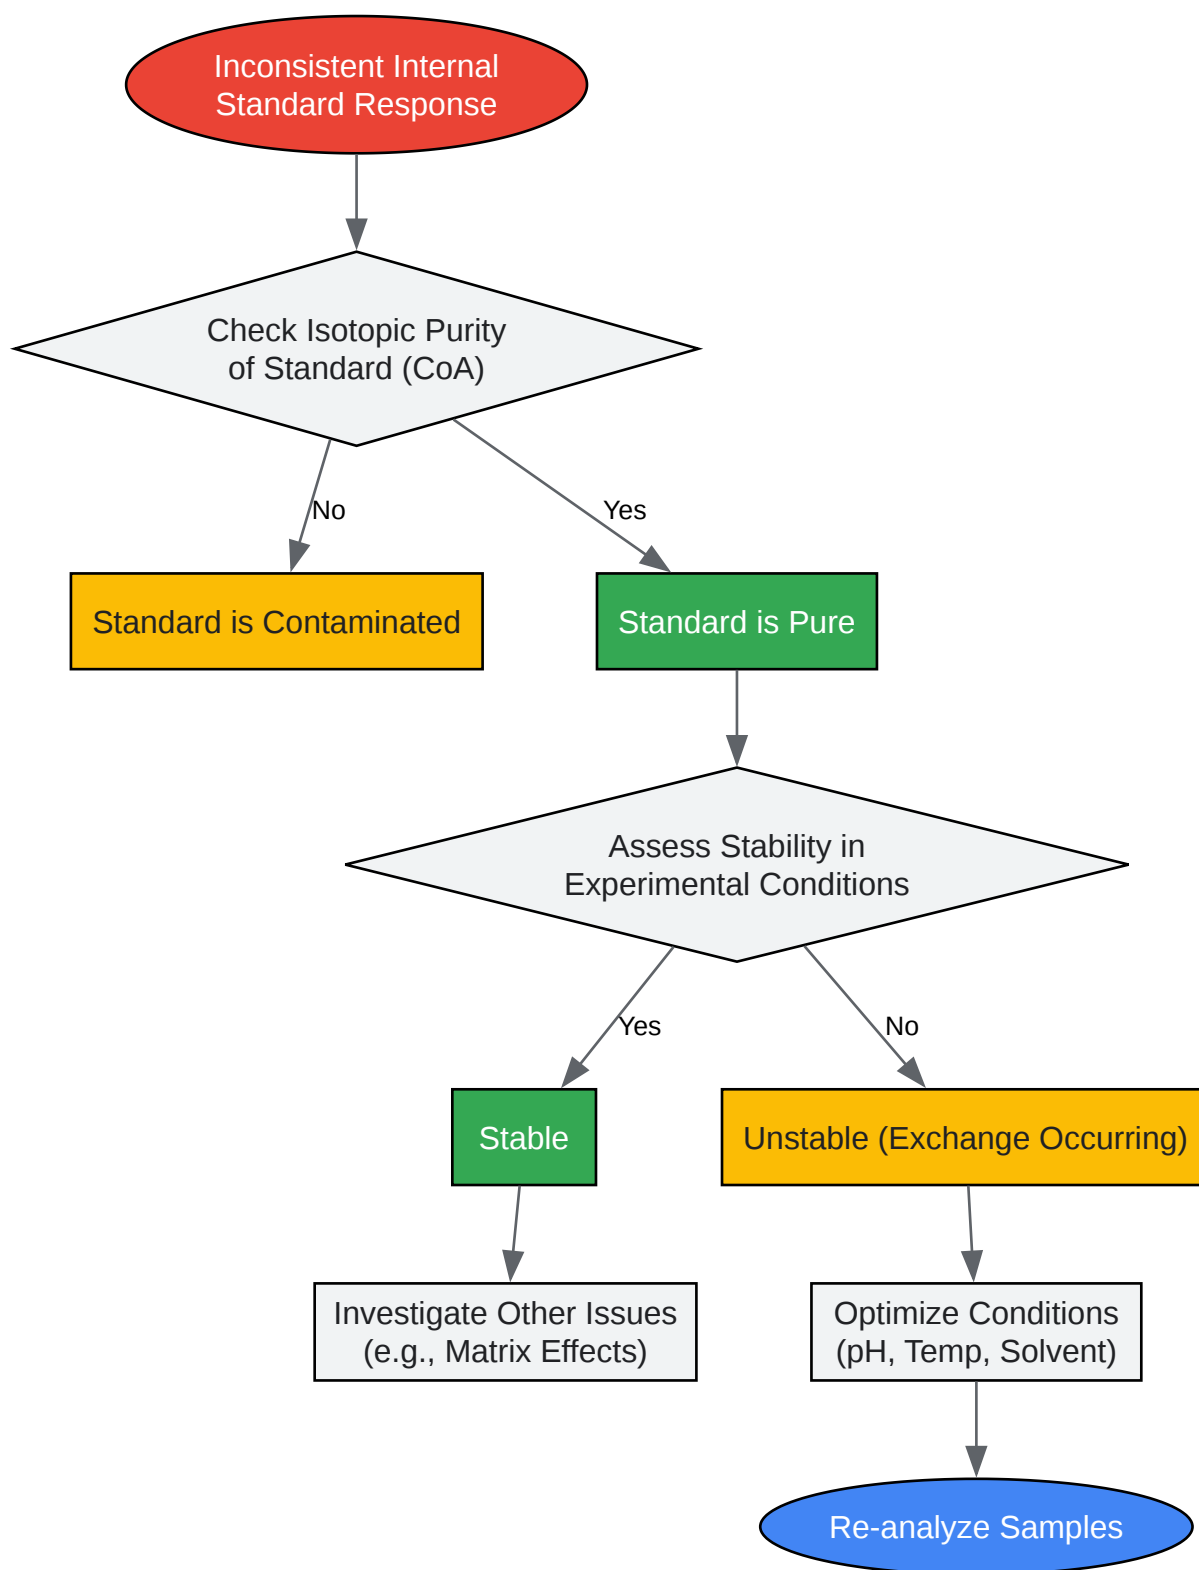 Inconsistent Internal
Standard Response
Check Isotopic Purity
of Standard (CoA)
No
Yes
Standard is Contaminated
Standard is Pure
Assess Stability in
Experimental Conditions
Yes
No
Stable
Unstable (Exchange Occurring)
Investigate Other Issues
(e.g., Matrix Effects)
Optimize Conditions
(pH, Temp, Solvent)
Re-analyze Samples